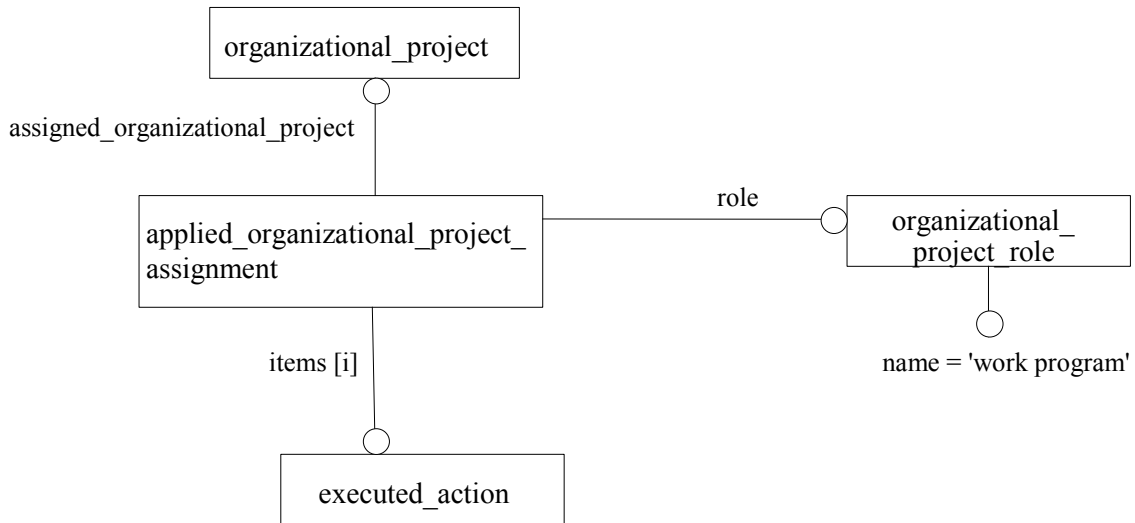 organizational_project
assigned_organizational_project
role
applied_organizational_project_
assignment
organizational_
project_role
items [i]
name = 'work program'
executed_action